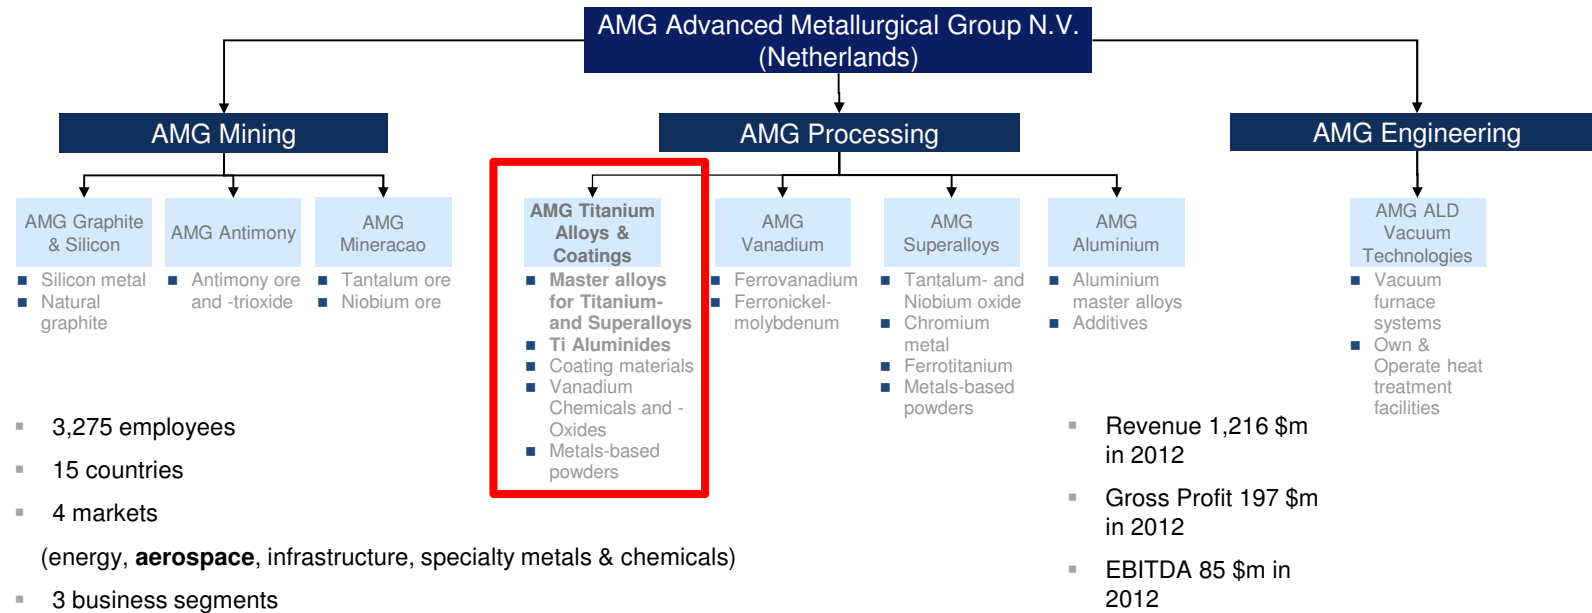 AMG Advanced Metallurgical Group N.V.
(Netherlands)
AMG Mining
AMG Processing
AMG Engineering
AMG Graphite
& Silicon
Silicon metal
Natural
graphite
AMG Antimony
Antimony ore
and -trioxide
AMG
Mineracao
Tantalum ore
Niobium ore
AMG Titanium
Alloys &
Coatings
Master alloys
for Titanium-
and Superalloys
Ti Aluminides
Coating materials
Vanadium
Chemicals and -
Oxides
Metals-based
powders
AMG
Vanadium
Ferrovanadium
Ferronickel-
molybdenum
AMG
Superalloys
Tantalum- and
Niobium oxide
Chromium
metal
Ferrotitanium
Metals-based
powders
AMG
Aluminium
Aluminium
master alloys
Additives
AMG ALD
Vacuum
Technologies
Vacuum
furnace
systems
Own &
Operate heat
treatment
facilities
3,275 employees
15 countries
4 markets
(energy, aerospace, infrastructure, specialty metals & chemicals)
3 business segments
Revenue 1,216 $m
in 2012
Gross Profit 197 $m
in 2012
EBITDA 85 $m in
2012